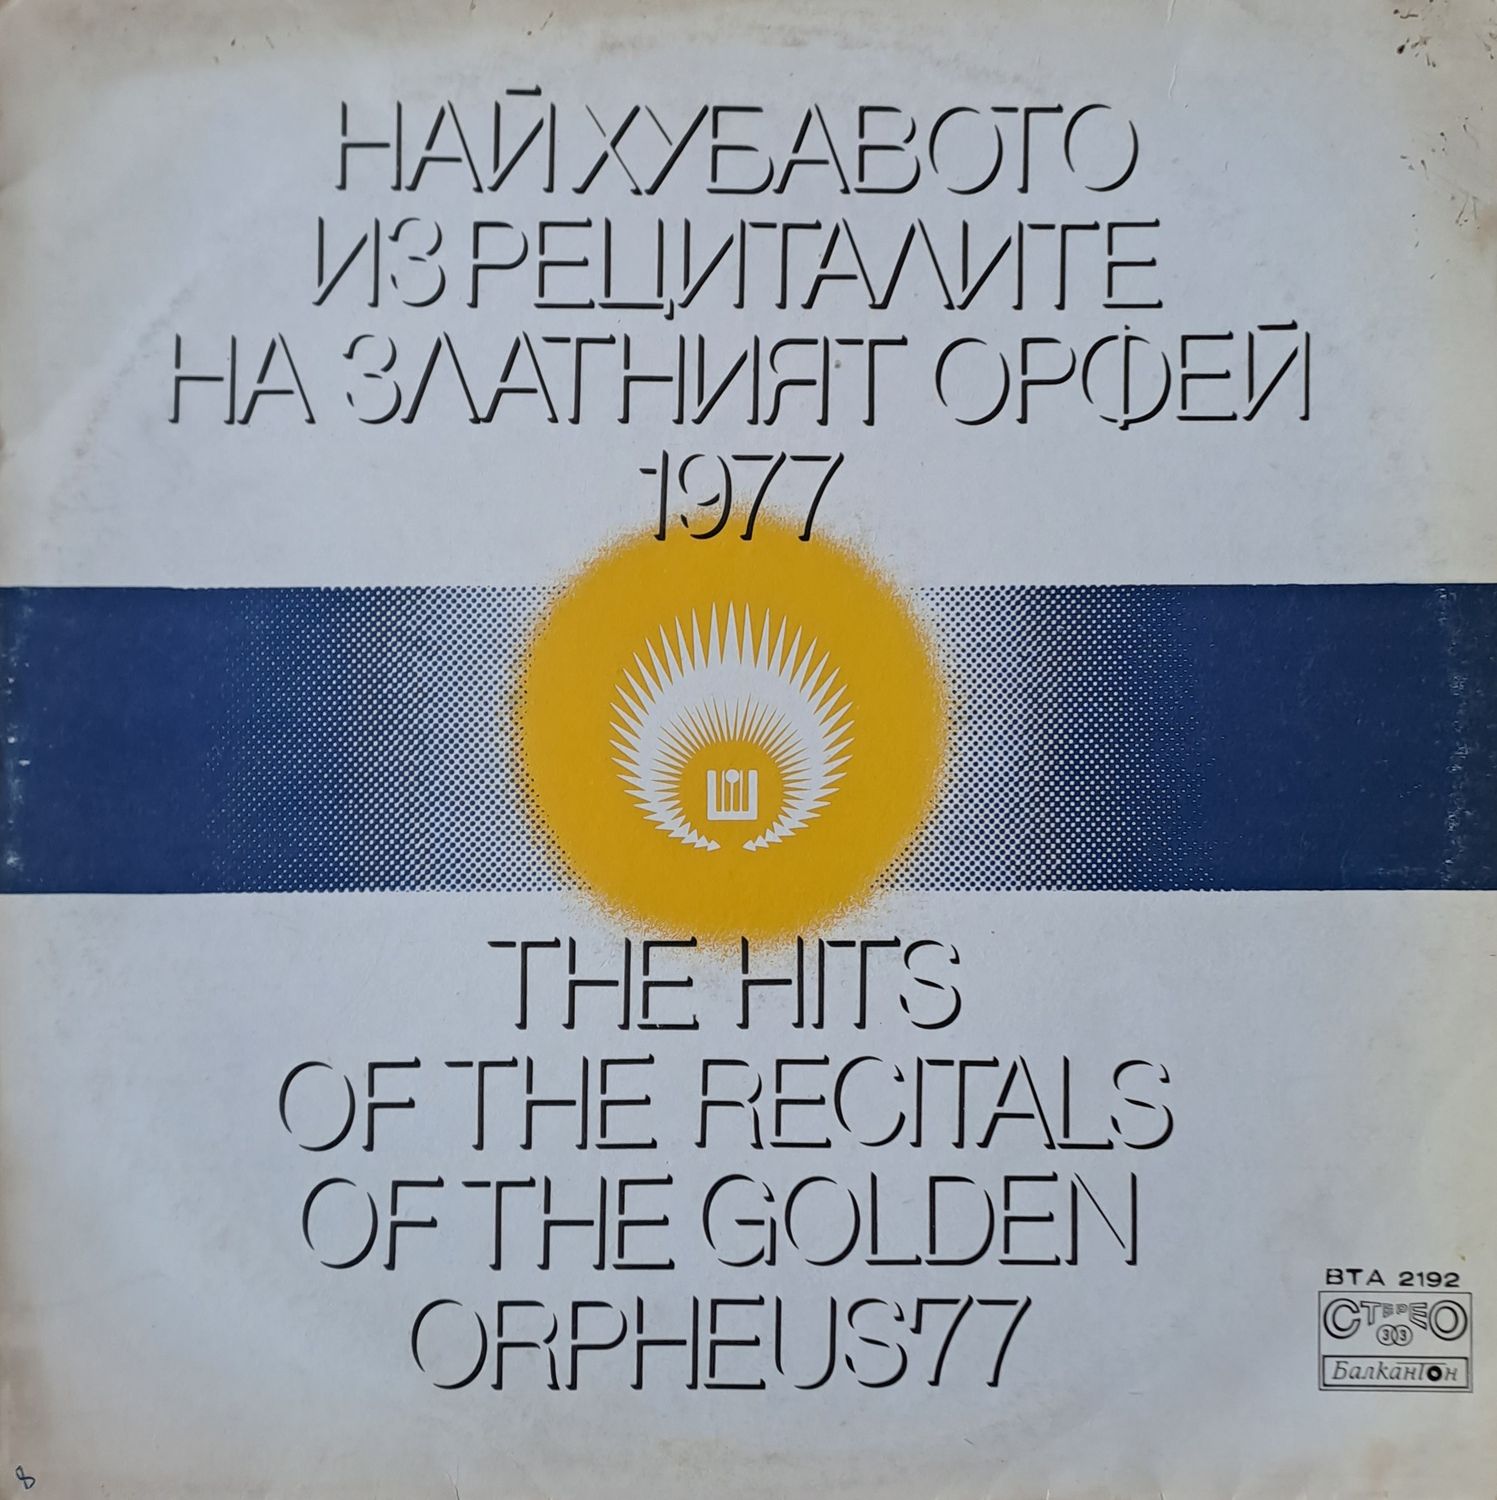 НАЙ ХУБАВОТО
ИЗ РЕЦИТАЛИТЕ
НА ЗЛАТНИЯТ ОРФЕЙ
1977
THE HITS
OF THE RECITALS
OF THE GOLDEN
ORPHEUS'77
ВТА 2192
СТЕРЕО
33
Балкантон
8